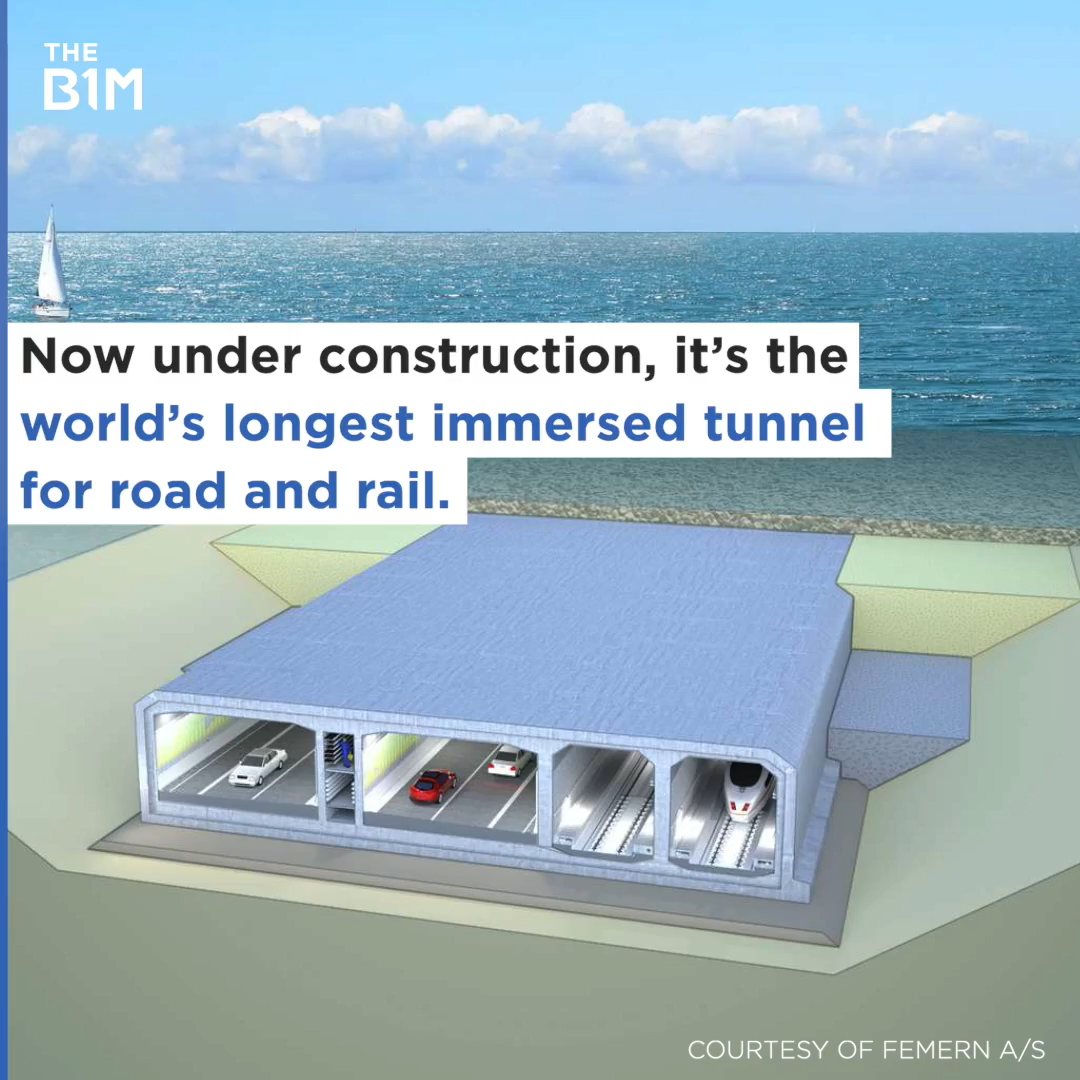 THE
B1M
Now under construction, it’s the
world’s longest immersed tunnel
for road and rail.
COURTESY OF FEMERN A/S